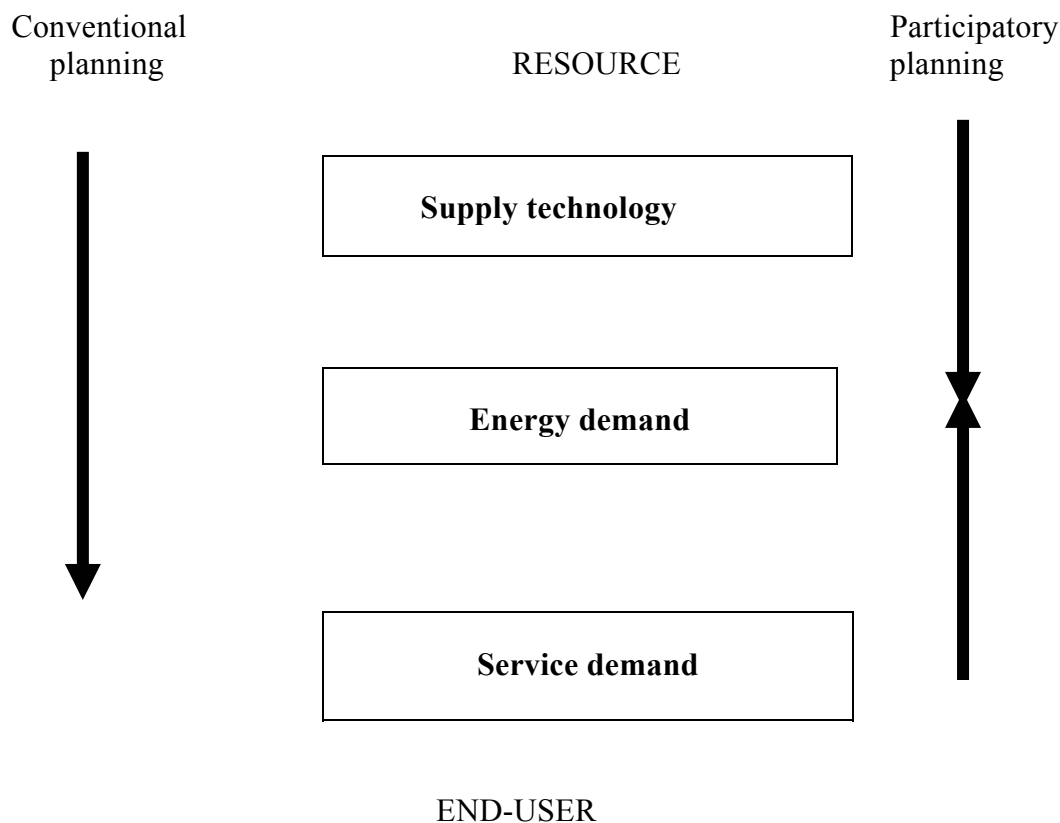 Conventional
planning
RESOURCE
Participatory
planning
Supply technology
Energy demand
Service demand
END-USER